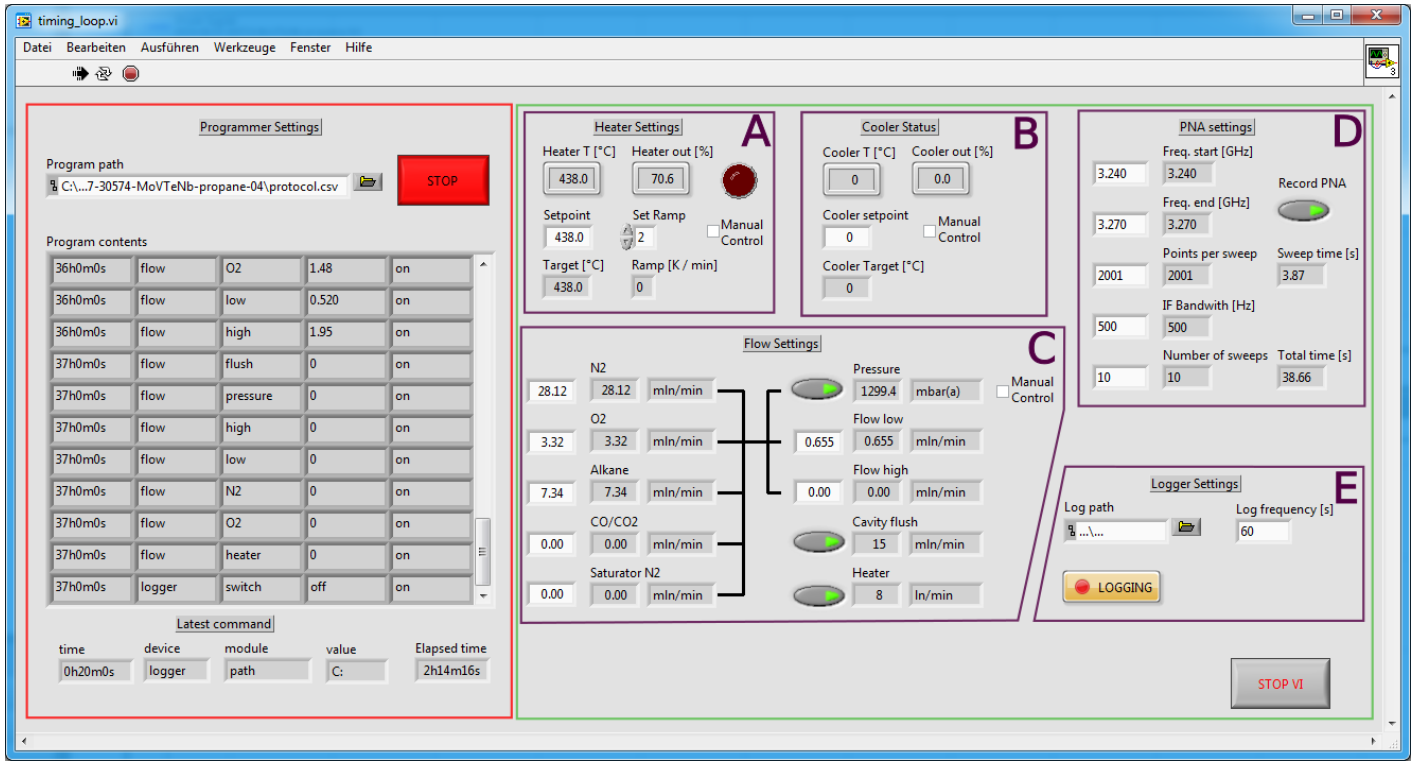 timing_loop.vi
Datei Bearbeiten Ausführen Werkzeuge Fenster Hilfe
3
Programmer Settings
Program path
C:\...7-30574-MoVTeNb-propane-04\protocol.csv
STOP
Program contents
36h0m0s flow O2 1.48 on
36h0m0s flow low 0.520 on
36h0m0s flow high 1.95 on
37h0m0s flow flush 0 on
37h0m0s flow pressure 0 on
37h0m0s flow high 0 on
37h0m0s flow low 0 on
37h0m0s flow N2 0 on
37h0m0s flow O2 0 on
37h0m0s flow heater 0 on
37h0m0s logger switch off on
Latest command
time device module value Elapsed time
0h20m0s logger path C: 2h14m16s
Heater Settings A
Heater T [°C] Heater out [%]
438.0 70.6
Setpoint Set Ramp
438.0 2 Manual Control
Target [°C] Ramp [K / min]
438.0 0
Cooler Status B
Cooler T [°C] Cooler out [%]
0 0.0
Cooler setpoint
0 Manual Control
Cooler Target [°C]
0
Flow Settings C
N2
28.12 28.12 mln/min
O2
3.32 3.32 mln/min
Alkane
7.34 7.34 mln/min
CO/CO2
0.00 0.00 mln/min
Saturator N2
0.00 0.00 mln/min
Pressure
1299.4 mbar(a) Manual Control
Flow low
0.655 0.655 mln/min
Flow high
0.00 0.00 mln/min
Cavity flush
15 mln/min
Heater
8 ln/min
PNA settings D
Freq. start [GHz]
3.240 3.240 Record PNA
Freq. end [GHz]
3.270 3.270
Points per sweep Sweep time [s]
2001 2001 3.87
IF Bandwith [Hz]
500 500
Number of sweeps Total time [s]
10 10 38.66
Logger Settings E
Log path Log frequency [s]
...\... 60
LOGGING
STOP VI